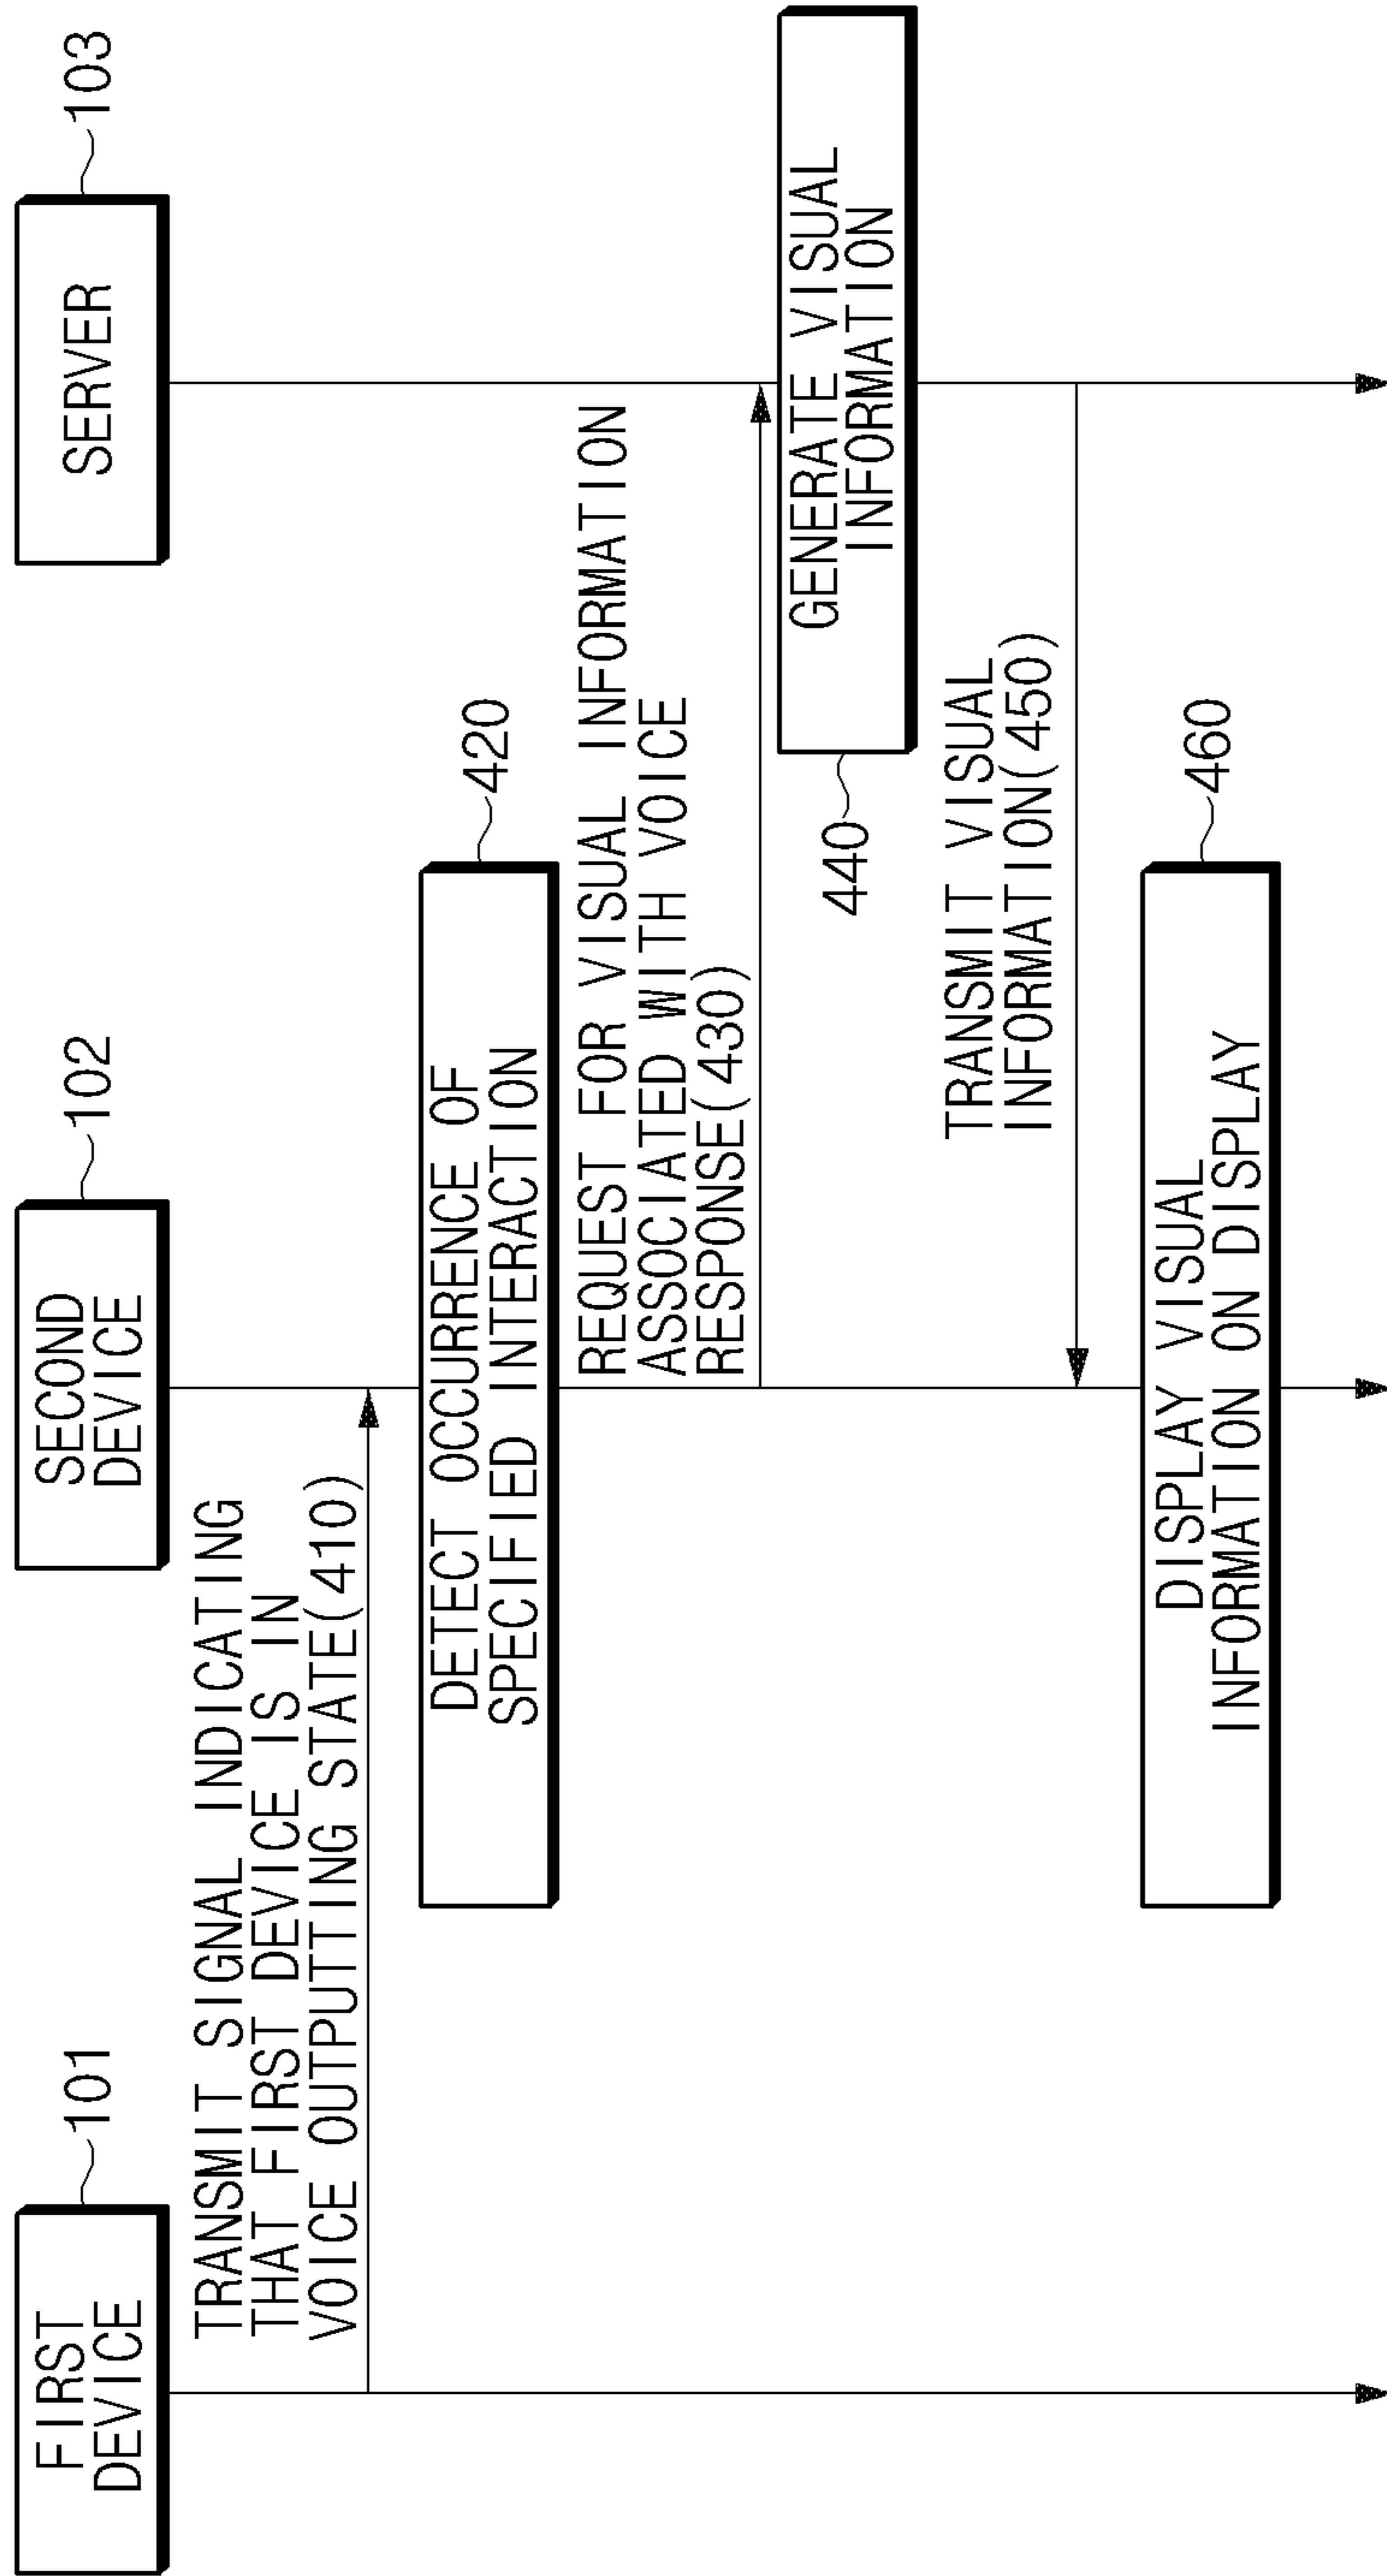 FIRST
DEVICE
101
SECOND
DEVICE
102
SERVER
103
TRANSMIT SIGNAL INDICATING
THAT FIRST DEVICE IS IN
VOICE OUTPUTTING STATE(410)
DETECT OCCURRENCE OF
SPECIFIED INTERACTION
420
REQUEST FOR VISUAL INFORMATION
ASSOCIATED WITH VOICE
RESPONSE(430)
440
GENERATE VISUAL
INFORMATION
TRANSMIT VISUAL
INFORMATION(450)
DISPLAY VISUAL
INFORMATION ON DISPLAY
460